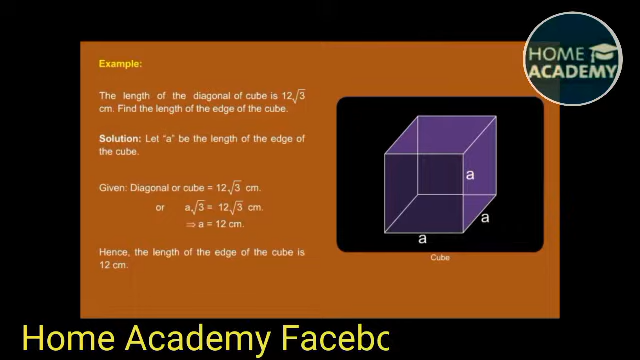 HOME
ACADEMY
Example:
The length of the diagonal of cube is 12√3
cm. Find the length of the edge of the cube.
Solution: Let “a” be the length of the edge of
the cube.
Given: Diagonal or cube = 12√3 cm.
or a√3 = 12√3 cm.
⇒ a = 12 cm.
Hence, the length of the edge of the cube is
12 cm.
a
a
a
Cube
Home Academy Facebo